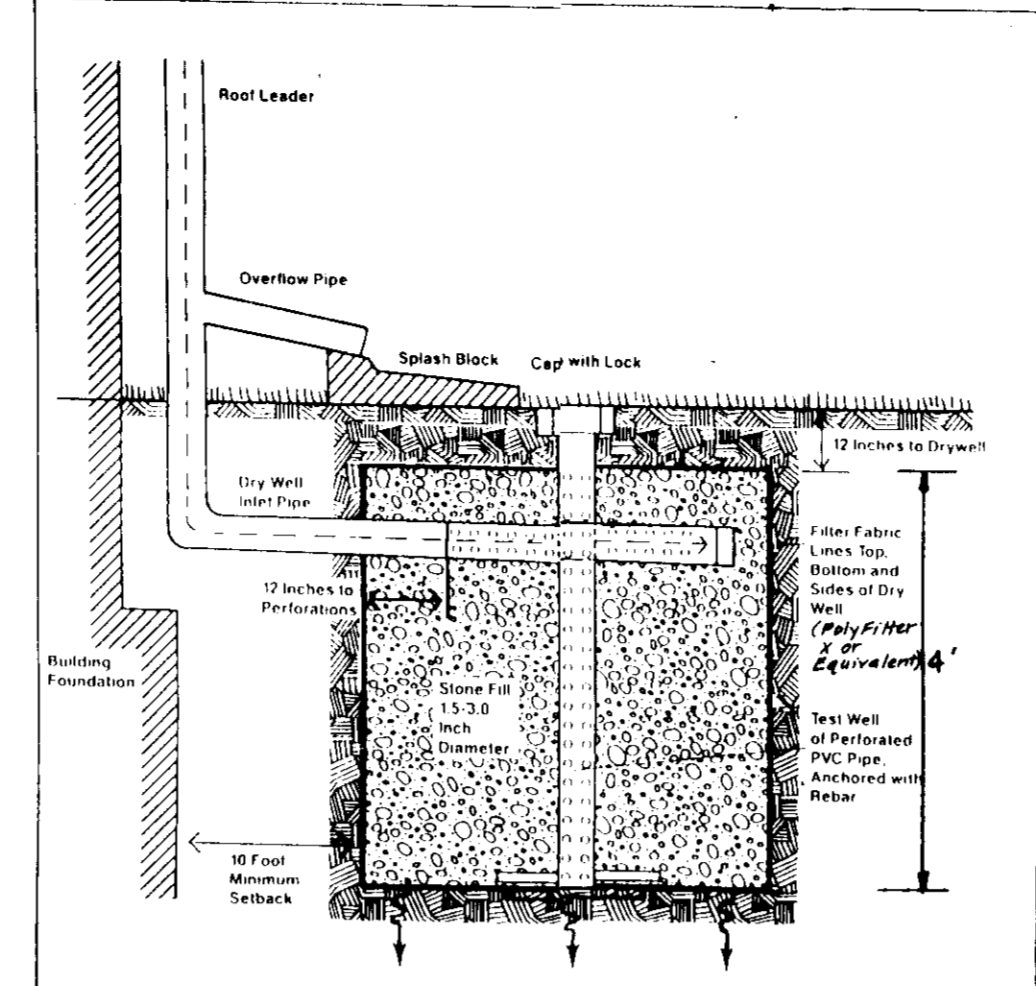 Roof Leader
Overflow Pipe
Splash Block
Cap with Lock
12 Inches to Drywell
Dry Well
Inlet Pipe
Filter Fabric
Lines Top,
Bottom and
Sides of Dry
Well
(Poly Filter
X or
Equivalent)
4'
12 Inches to
Perforations
Building
Foundation
Stone Fill
1.5-3.0
Inch
Diameter
Test Well
of Perforated
PVC Pipe,
Anchored with
Rebar
10 Foot
Minimum
Setback